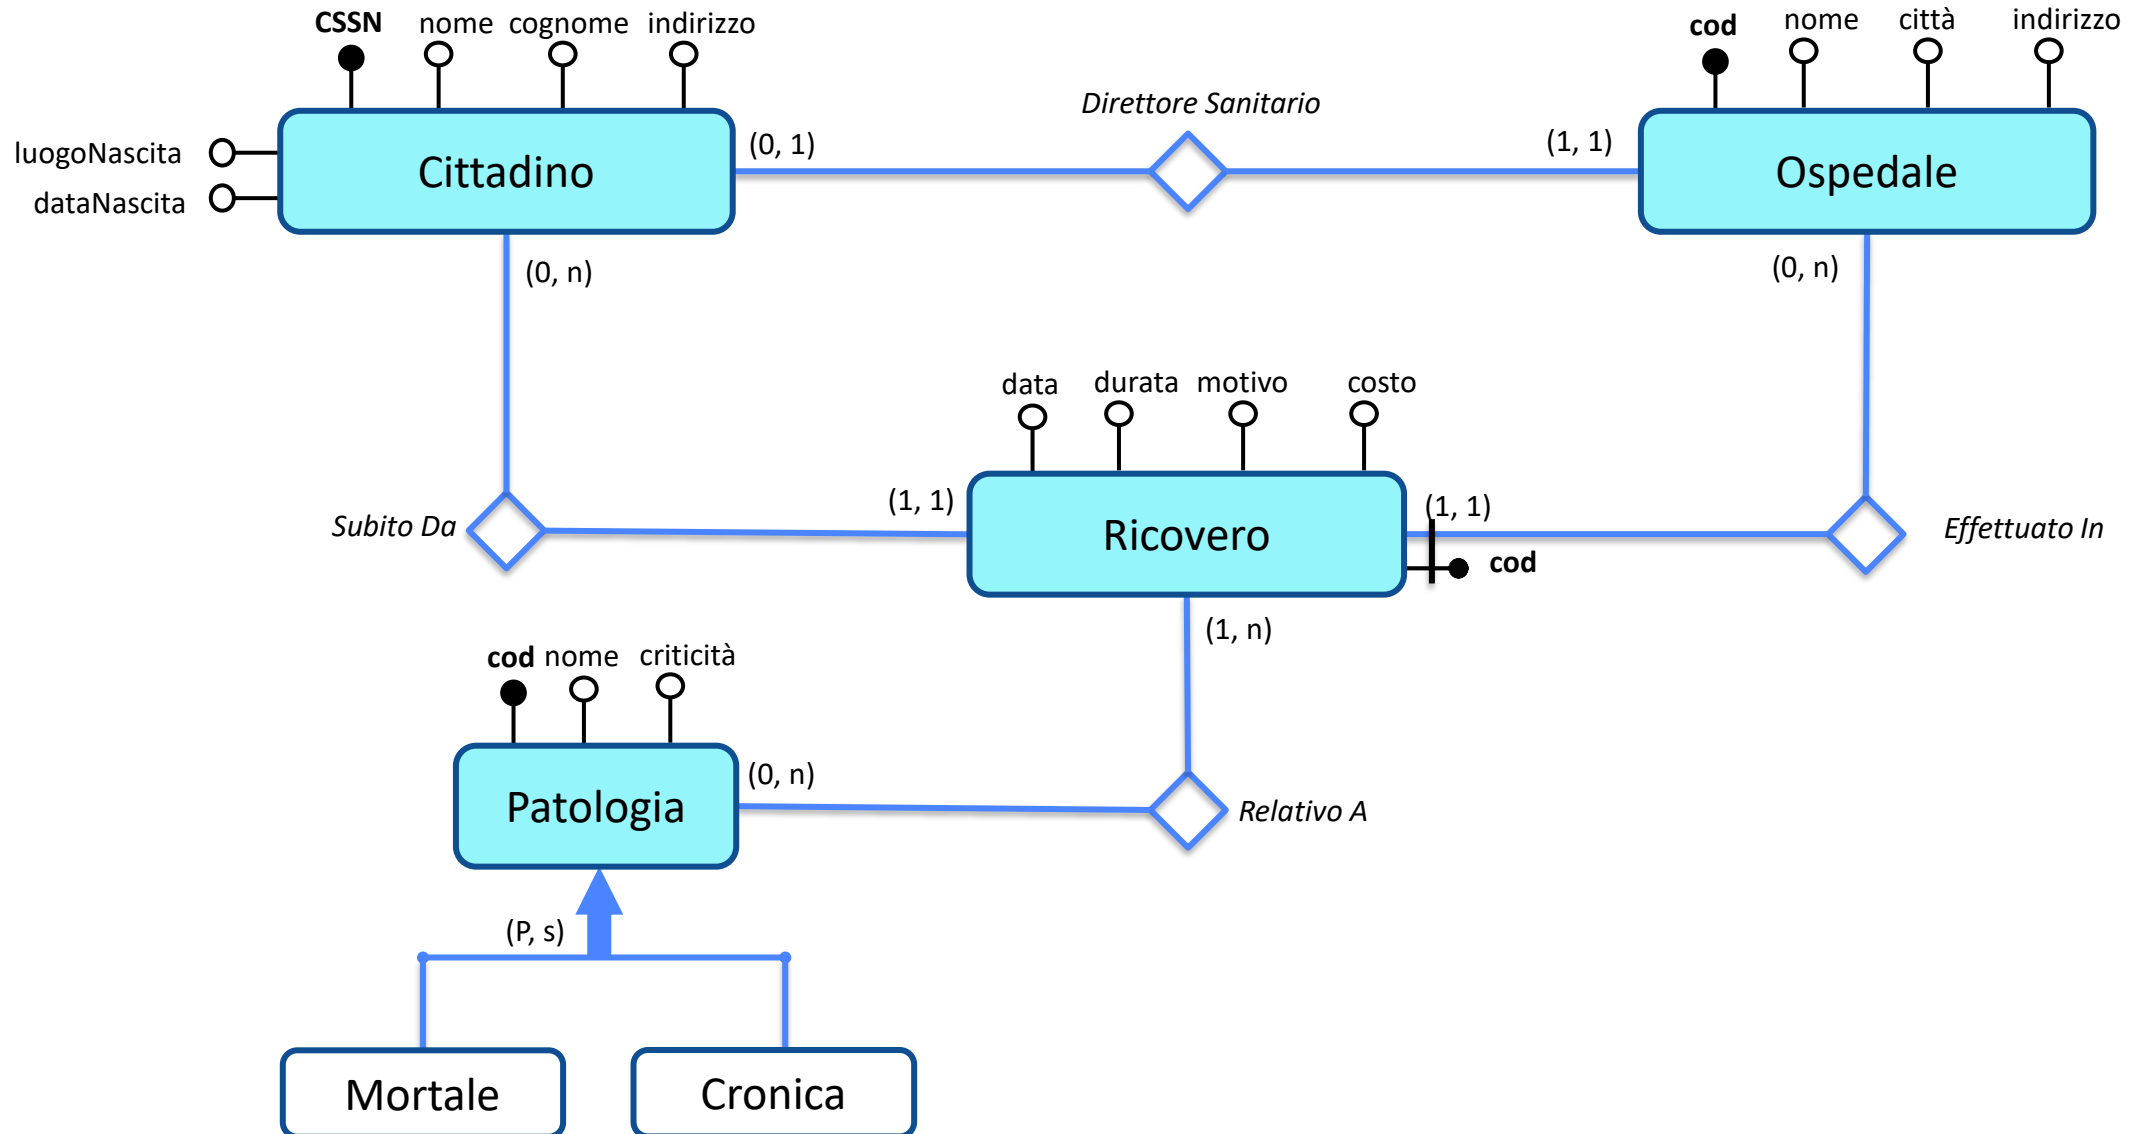 CSSN nome cognome indirizzo
cod nome città indirizzo
Direttore Sanitario
luogoNascita
dataNascita
Cittadino
(0, 1)
(1, 1)
Ospedale
(0, n)
(0, n)
data durata motivo costo
Subito Da
(1, 1)
Ricovero
(1, 1)
cod
Effettuato In
(1, n)
cod nome criticità
Patologia
(0, n)
Relativo A
(P, s)
Mortale
Cronica